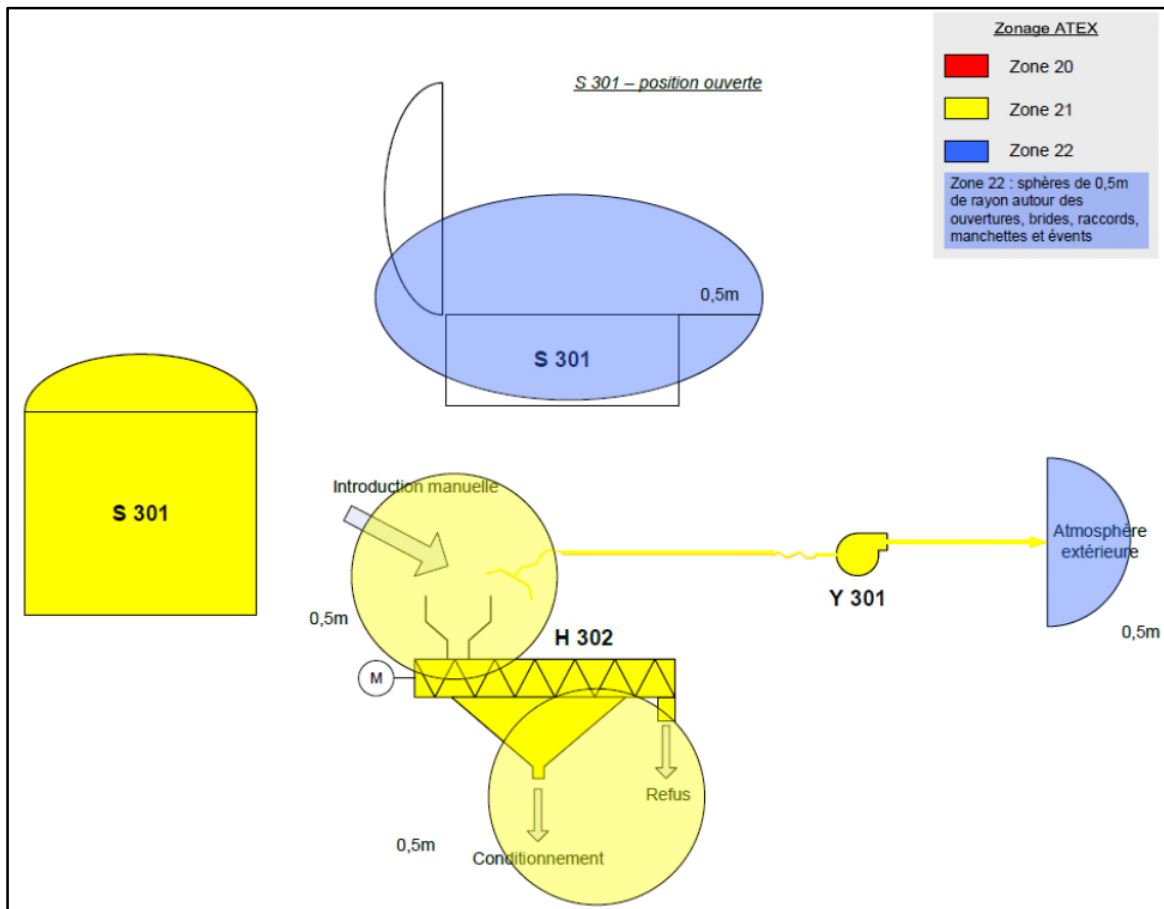 Zonage ATEX
Zone 20
Zone 21
Zone 22
Zone 22 : sphères de 0,5m
de rayon autour des
ouvertures, brides, raccords,
manchettes et évents
S 301 – position ouverte
0,5m
S 301
S 301
Introduction manuelle
0,5m
H 302
M
Y 301
Atmosphère
extérieure
0,5m
Refus
0,5m
Conditionnement